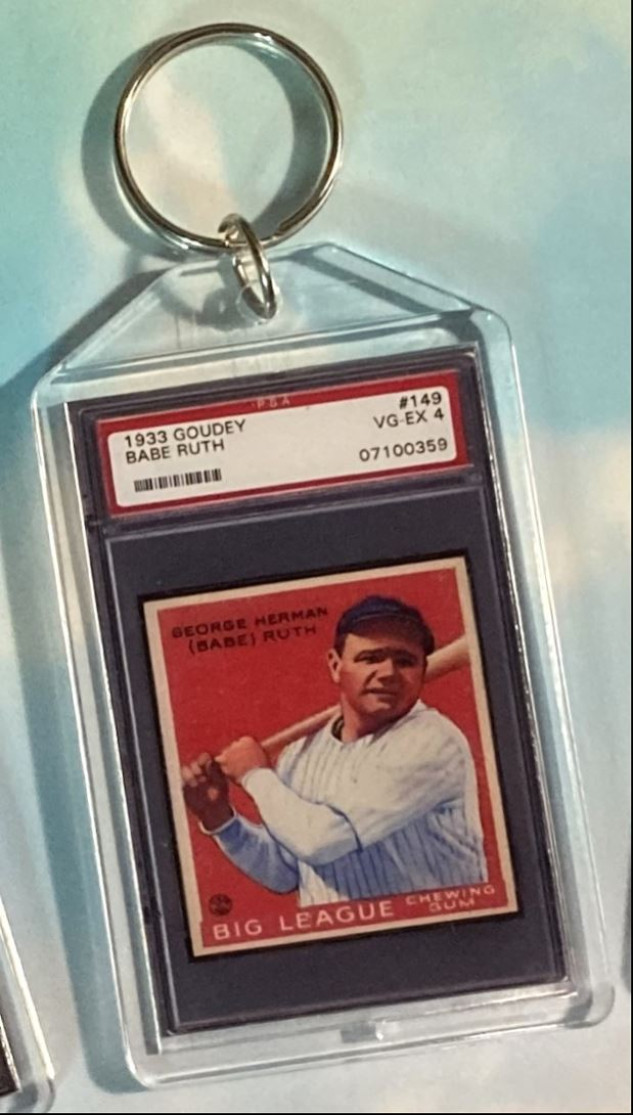 PSA
1933 GOUDEY #149
BABE RUTH VG-EX 4
07100359
GEORGE HERMAN
(BABE) RUTH
BIG LEAGUE CHEWING
GUM